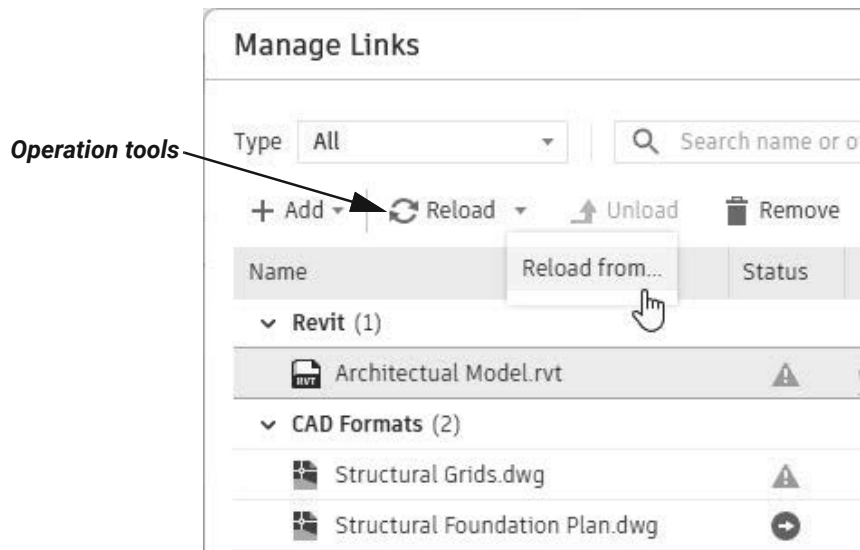 Manage Links
Type All Search name or o
Operation tools
Add Reload Unload Remove
Name Reload from... Status
Revit (1)
RVT Architectual Model.rvt
CAD Formats (2)
Structural Grids.dwg
Structural Foundation Plan.dwg